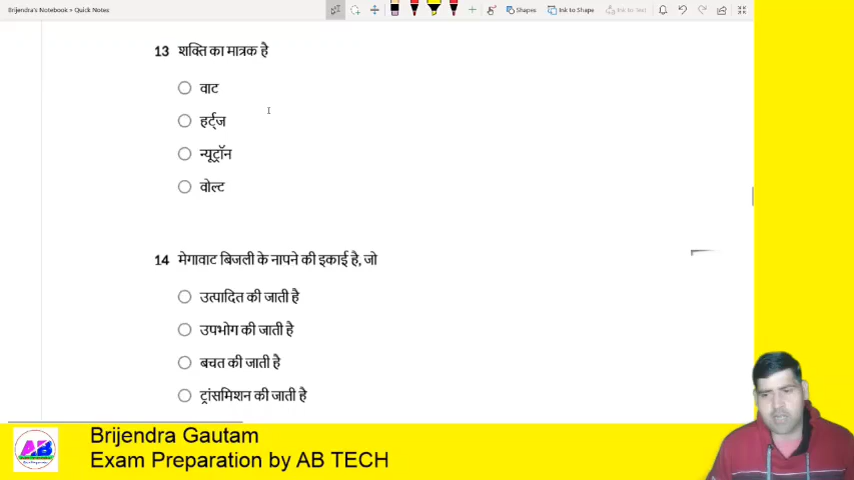 Brijendra's Notebook > Quick Notes
Shapes
Ink to Shape
Ink to Text
13 शक्ति का मात्रक है
वाट
हर्ट्ज
न्यूट्रॉन
वोल्ट
14 मेगावाट बिजली के नापने की इकाई है, जो
उत्पादित की जाती है
उपभोग की जाती है
बचत की जाती है
ट्रांसमिशन की जाती है
AB
Brijendra Gautam
Exam Preparation by AB TECH